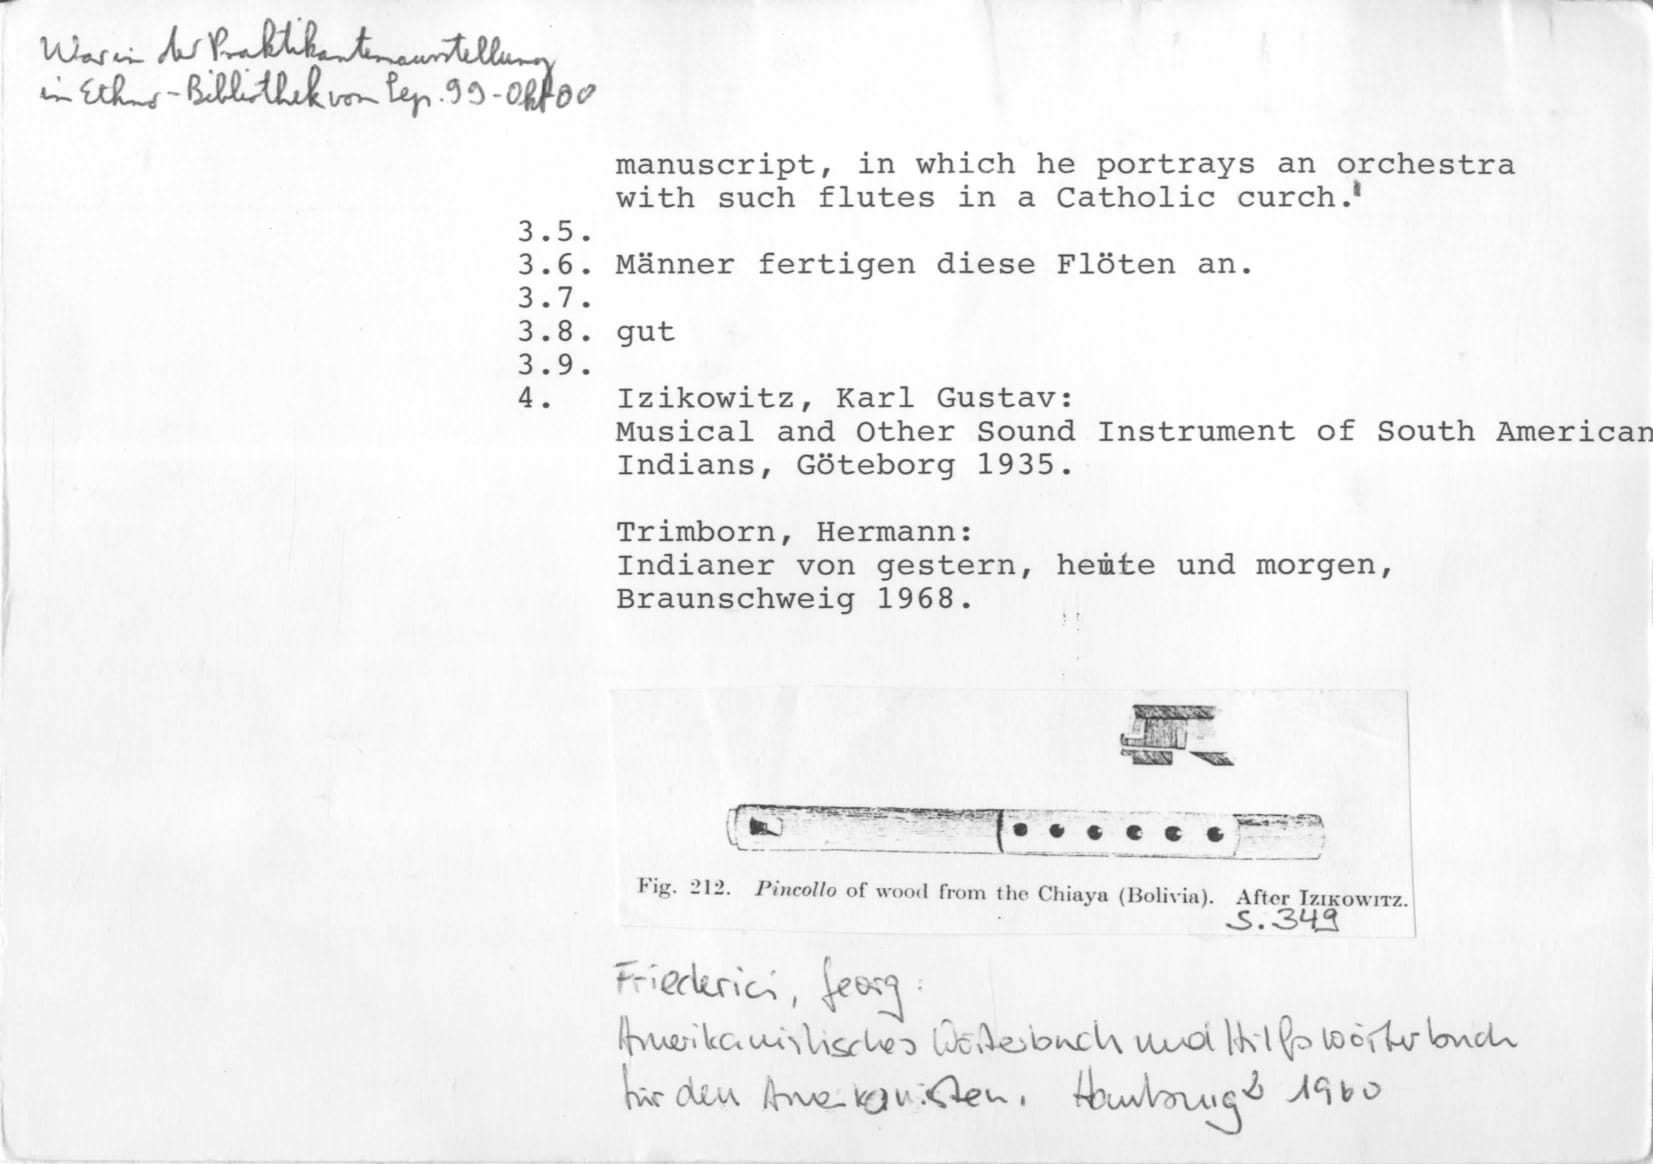 War in der Praktikantenausstellung
in Ethno-Bibliothek von Sep. 99-Okt 00
manuscript, in which he portrays an orchestra
with such flutes in a Catholic curch.'
3.5.
3.6. Männer fertigen diese Flöten an.
3.7.
3.8. gut
3.9.
4. Izikowitz, Karl Gustav:
Musical and Other Sound Instrument of South American
Indians, Göteborg 1935.
Trimborn, Hermann:
Indianer von gestern, heute und morgen,
Braunschweig 1968.
Fig. 212. Pincollo of wood from the Chiaya (Bolivia). After IZIKOWITZ.
S. 349
Friederici, Georg:
Amerikanistisches Wörterbuch und Hilfswörterbuch
für den Amerikanisten. Hamburg² 1960